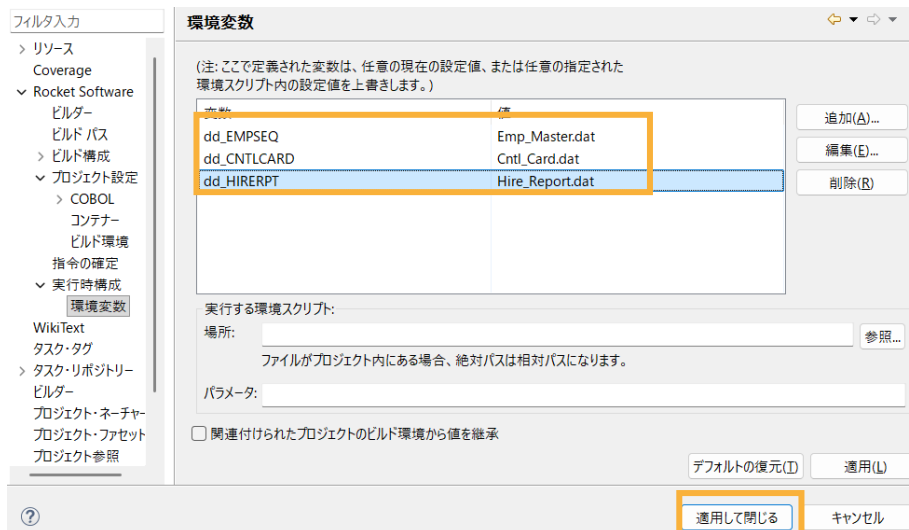 フィルタ入力
リソース
Coverage
Rocket Software
ビルダー
ビルド パス
ビルド構成
プロジェクト設定
COBOL
コンテナー
ビルド環境
指令の確定
実行時構成
環境変数
WikiText
タスク・タグ
タスク・リポジトリー
ビルダー
プロジェクト・ネーチャー
プロジェクト・ファセット
プロジェクト参照
環境変数
(注: ここで定義された変数は、任意の現在の設定値、または任意の指定された
環境スクリプト内の設定値を上書きします。)
変数 値
dd_EMPSEQ Emp_Master.dat
dd_CNTLCARD Cntl_Card.dat
dd_HIRERPT Hire_Report.dat
追加(A)...
編集(E)...
削除(R)
実行する環境スクリプト:
場所:
参照...
ファイルがプロジェクト内にある場合、絶対パスは相対パスになります。
パラメータ:
関連付けられたプロジェクトのビルド環境から値を継承
デフォルトの復元(T) 適用(L)
? 適用して閉じる キャンセル